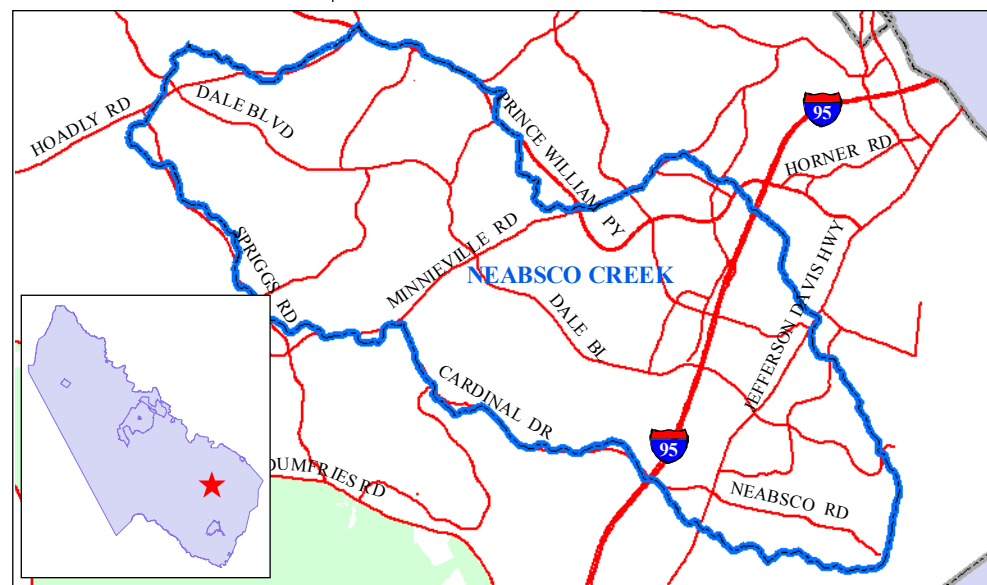 HOADLY RD
DALE BLVD
PRINCE WILLIAM PY
95
HORNER RD
SPRIGGS RD
MINNIEVILLE RD
NEABSCO CREEK
JEFFERSON DAVIS HWY
DALE Bl
CARDINAL DR
95
DUMFRIES RD
NEABSCO RD